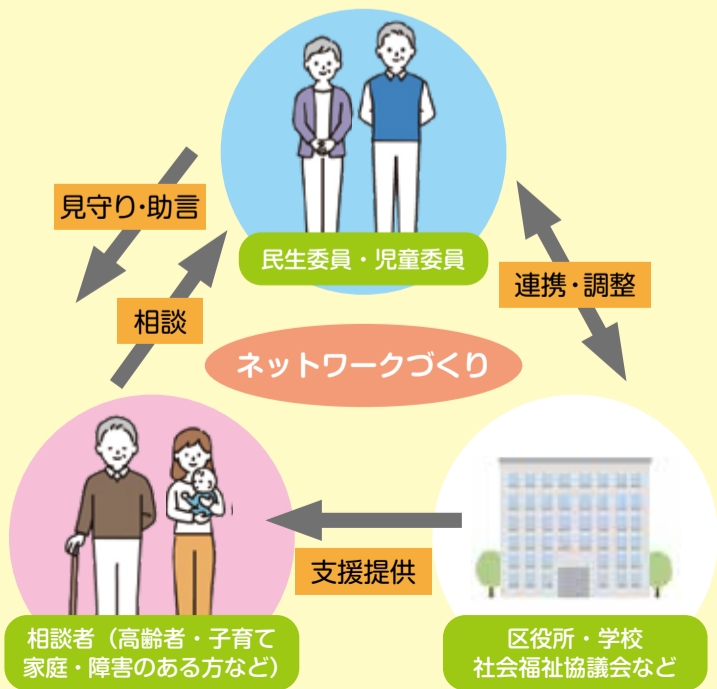 民生委員・児童委員
見守り・助言
相談
連携・調整
ネットワークづくり
支援提供
相談者（高齢者・子育て
家庭・障害のある方など）
区役所・学校
社会福祉協議会など